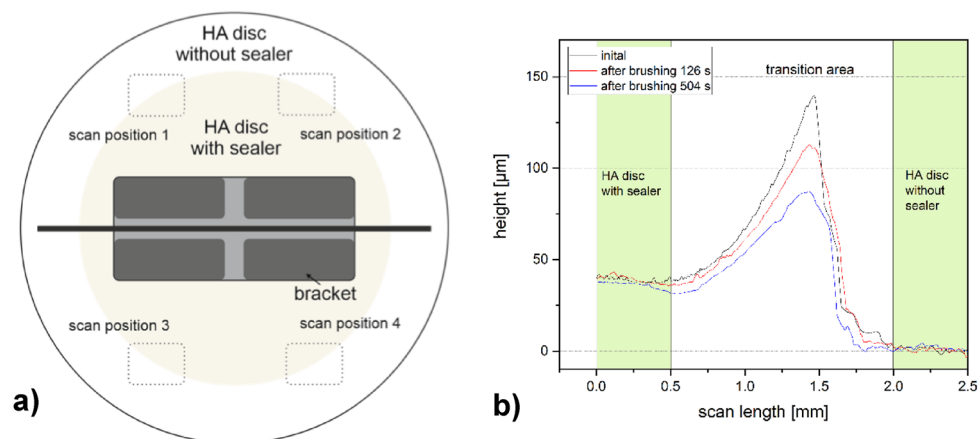 HA disc
without sealer
scan position 1
scan position 2
HA disc
with sealer
bracket
scan position 3
scan position 4
a)
inital
after brushing 126 s
after brushing 504 s
transition area
HA disc
with sealer
HA disc
without
sealer
height [µm]
150
100
50
0
0.0 0.5 1.0 1.5 2.0 2.5
scan length [mm]
b)